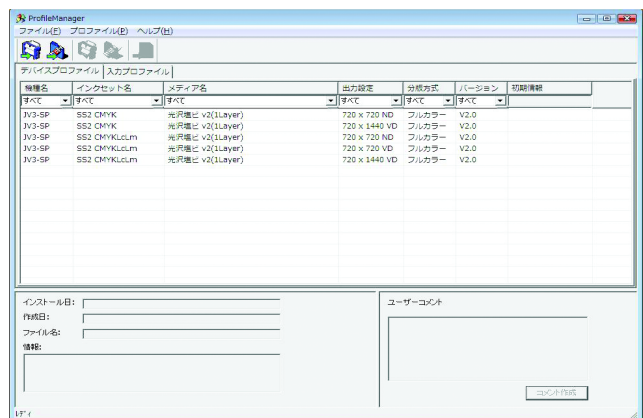 ProfileManager
ファイル(F) プロファイル(P) ヘルプ(H)
デバイスプロファイル 入力プロファイル
機種名 インクセット名 メディア名 出力設定 分版方式 バージョン 初期情報
すべて すべて すべて すべて すべて すべて
JV3-SP SS2 CMYK 光沢塩ビ v2(1Layer) 720 x 720 ND フルカラー V2.0
JV3-SP SS2 CMYK 光沢塩ビ v2(1Layer) 720 x 1440 VD フルカラー V2.0
JV3-SP SS2 CMYKLcLm 光沢塩ビ v2(1Layer) 720 x 720 ND フルカラー V2.0
JV3-SP SS2 CMYKLcLm 光沢塩ビ v2(1Layer) 720 x 720 VD フルカラー V2.0
JV3-SP SS2 CMYKLcLm 光沢塩ビ v2(1Layer) 720 x 1440 VD フルカラー V2.0
インストール日:
作成日:
ファイル名:
情報:
ユーザーコメント
コメント作成
レディ